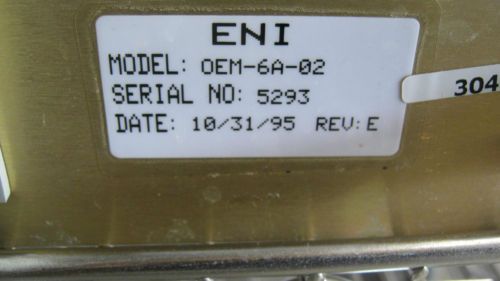 ENI
MODEL: OEM-6A-02
SERIAL NO: 5293
DATE: 10/31/95 REV: E
304